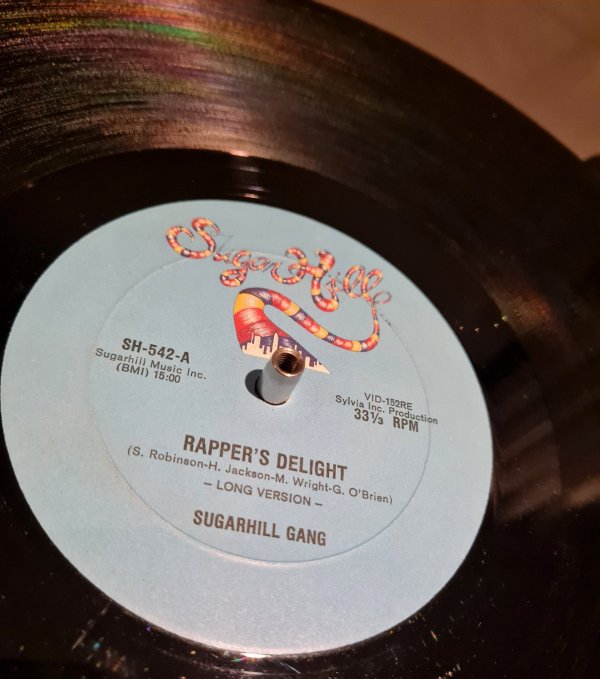 Sugar Hill
SH-542-A
Sugarhill Music Inc.
(BMI) 15:00
VID-152RE
Sylvia Inc. Production
33⅓ RPM
RAPPER'S DELIGHT
(S. Robinson-H. Jackson-M. Wright-G. O'Brien)
– LONG VERSION –
SUGARHILL GANG